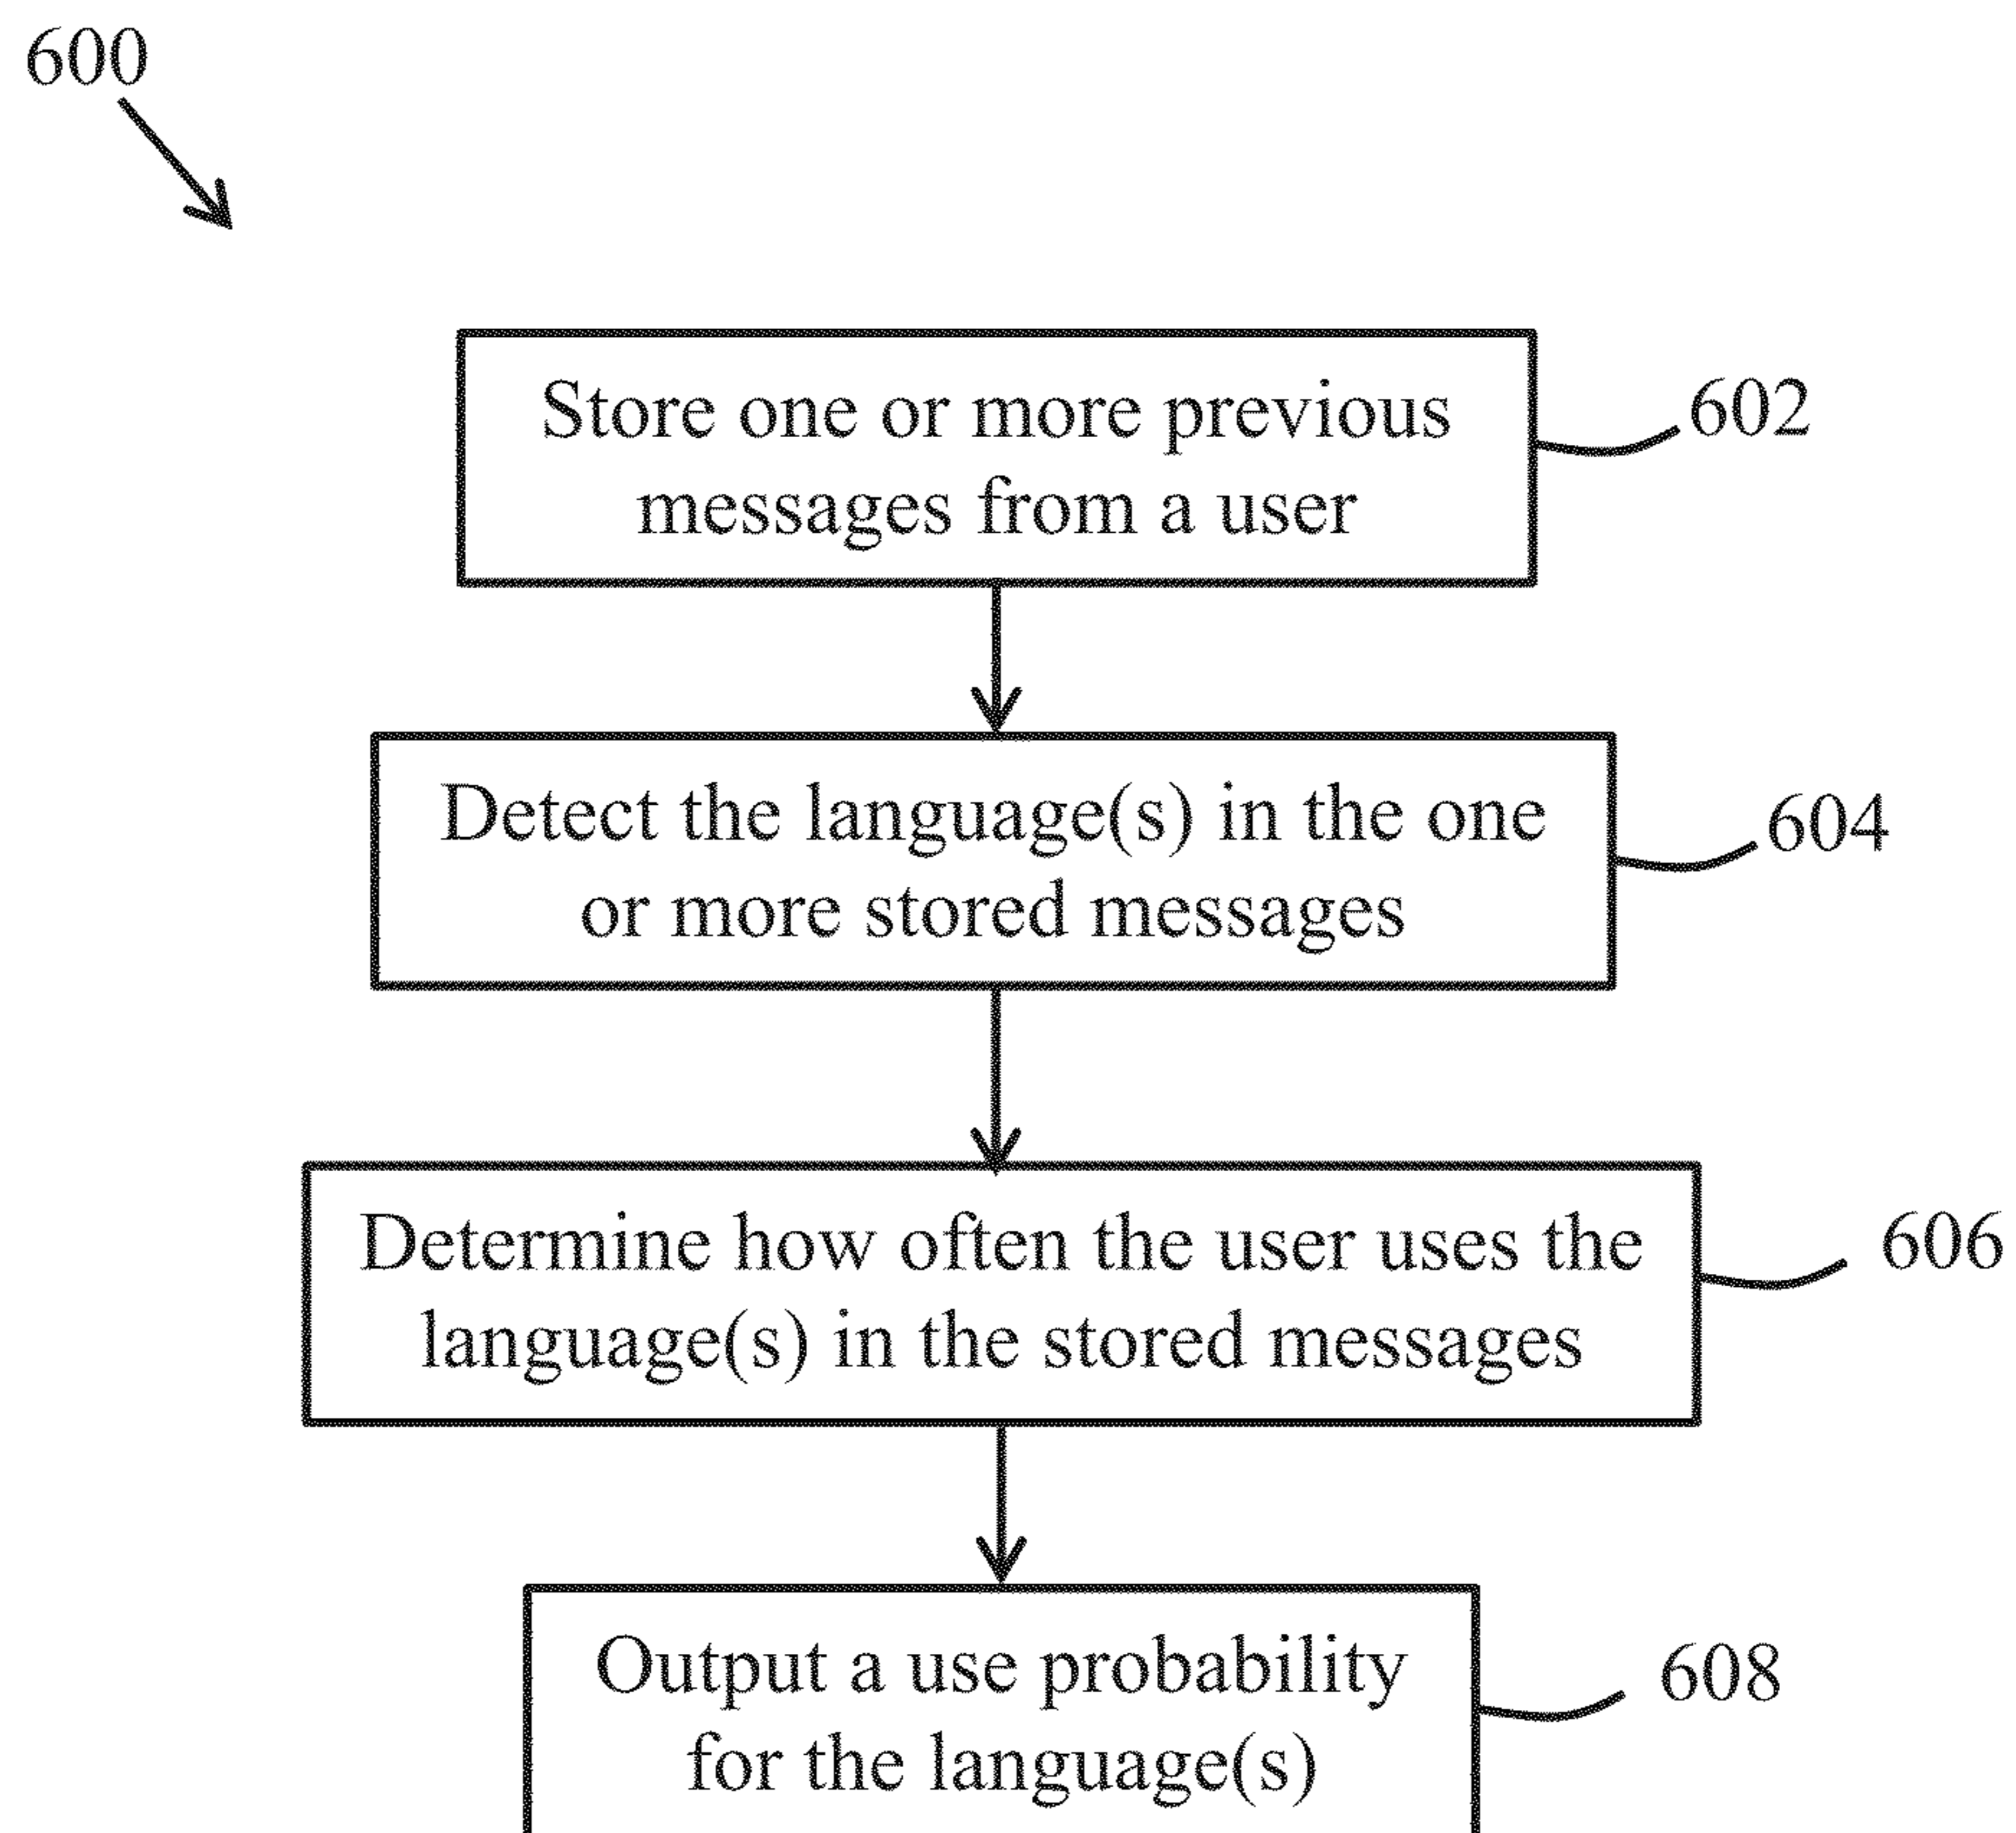 600
Store one or more previous
messages from a user
602
Detect the language(s) in the one
or more stored messages
604
Determine how often the user uses the
language(s) in the stored messages
606
Output a use probability
for the language(s)
608